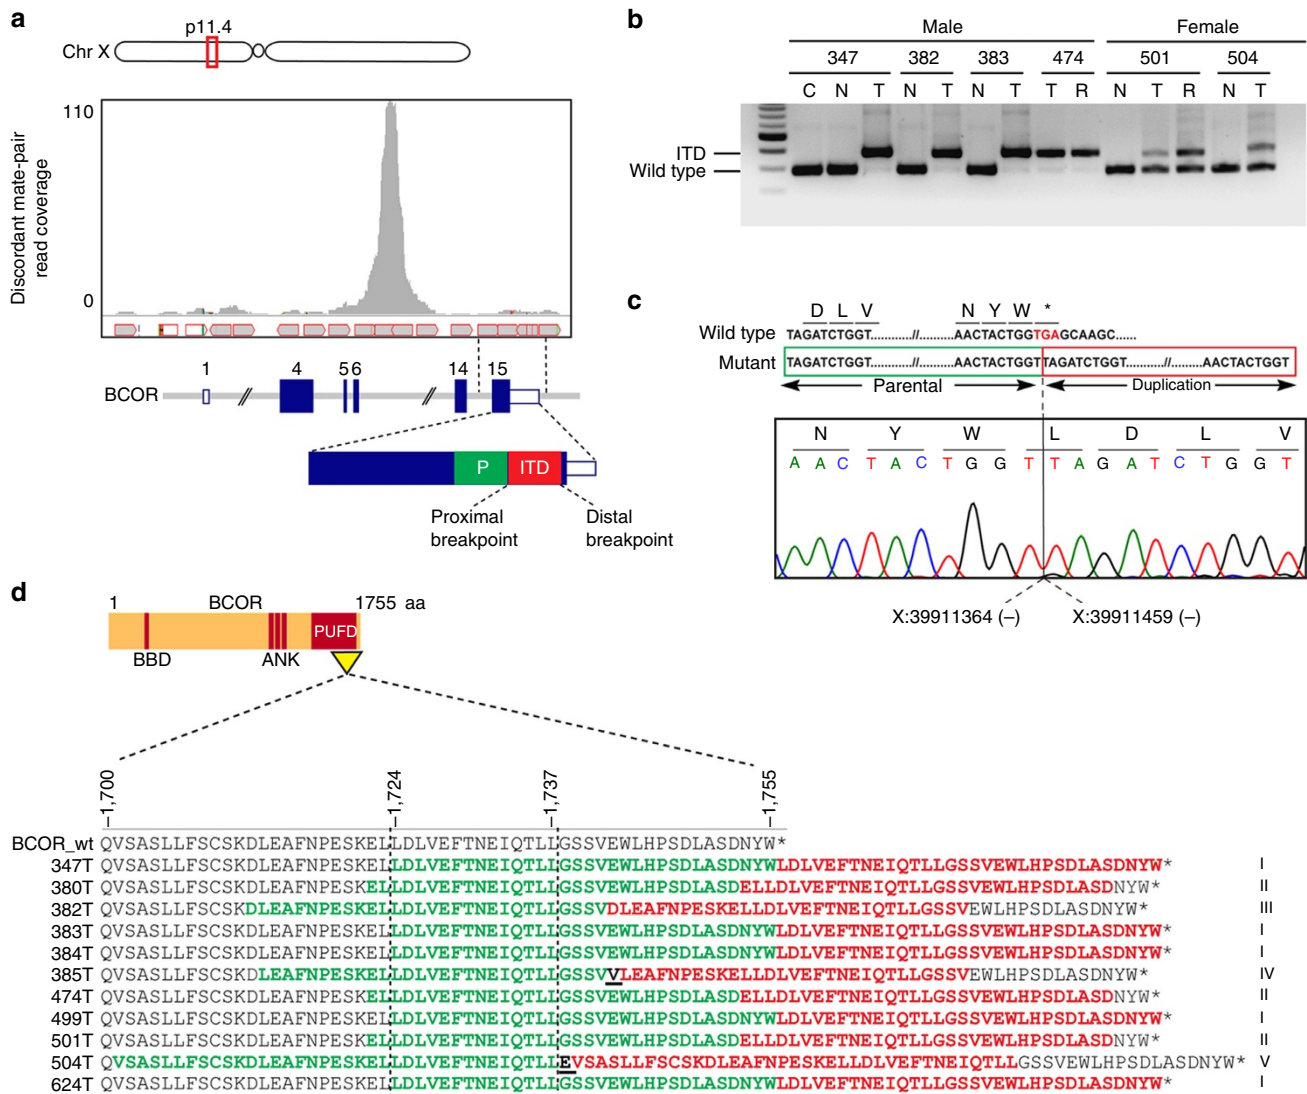 a
p11.4
Chr X
110
0
Discordant mate-pair
read coverage
1 4 5 6 14 15
BCOR
P ITD
Proximal
breakpoint
Distal
breakpoint
b
Male Female
347 382 383 474 501 504
C N T N T N T T R N T R N T
ITD
Wild type
c
D L V N Y W *
Wild type TAGATCTGGT..........//..........AACTACTGGTGAGCAAGC......
Mutant TAGATCTGGT..........//..........AACTACTGGTTAGATCTGGT.........//.........AACTACTGGT
Parental Duplication
N Y W L D L V
A A C T A C T G G T T A G A T C T G G T
X:39911364 (–) X:39911459 (–)
d
1 BCOR 1755 aa
PUFD
BBD ANK
1,700 1,724 1,737 1,755
BCOR_wt QVSASLLFSCSKDLEAFNPESKELLDLVEFTNEIQTLLGSSVEWLHPSDLASDNYW*
347T QVSASLLFSCSKDLEAFNPESKELLDLVEFTNEIQTLLGSSVEWLHPSDLASDNYWLDLVEFTNEIQTLLGSSVEWLHPSDLASDNYW* I
380T QVSASLLFSCSKDLEAFNPESKELLDLVEFTNEIQTLLGSSVEWLHPSDLASDELLDLVEFTNEIQTLLGSSVEWLHPSDLASDNYW* II
382T QVSASLLFSCSKDLEAFNPESKELLDLVEFTNEIQTLLGSSVDLEAFNPESKELLDLVEFTNEIQTLLGSSVEWLHPSDLASDNYW* III
383T QVSASLLFSCSKDLEAFNPESKELLDLVEFTNEIQTLLGSSVEWLHPSDLASDNYWLDLVEFTNEIQTLLGSSVEWLHPSDLASDNYW* I
384T QVSASLLFSCSKDLEAFNPESKELLDLVEFTNEIQTLLGSSVEWLHPSDLASDNYWLDLVEFTNEIQTLLGSSVEWLHPSDLASDNYW* I
385T QVSASLLFSCSKDLEAFNPESKELLDLVEFTNEIQTLLGSSVVLEAFNPESKELLDLVEFTNEIQTLLGSSVEWLHPSDLASDNYW* IV
474T QVSASLLFSCSKDLEAFNPESKELLDLVEFTNEIQTLLGSSVEWLHPSDLASDELLDLVEFTNEIQTLLGSSVEWLHPSDLASDNYW* II
499T QVSASLLFSCSKDLEAFNPESKELLDLVEFTNEIQTLLGSSVEWLHPSDLASDNYWLDLVEFTNEIQTLLGSSVEWLHPSDLASDNYW* I
501T QVSASLLFSCSKDLEAFNPESKELLDLVEFTNEIQTLLGSSVEWLHPSDLASDELLDLVEFTNEIQTLLGSSVEWLHPSDLASDNYW* II
504T QVSASLLFSCSKDLEAFNPESKELLDLVEFTNEIQTLLEVSASLLFSCSKDLEAFNPESKELLDLVEFTNEIQTLLGSSVEWLHPSDLASDNYW* V
624T QVSASLLFSCSKDLEAFNPESKELLDLVEFTNEIQTLLGSSVEWLHPSDLASDNYWLDLVEFTNEIQTLLGSSVEWLHPSDLASDNYW* I